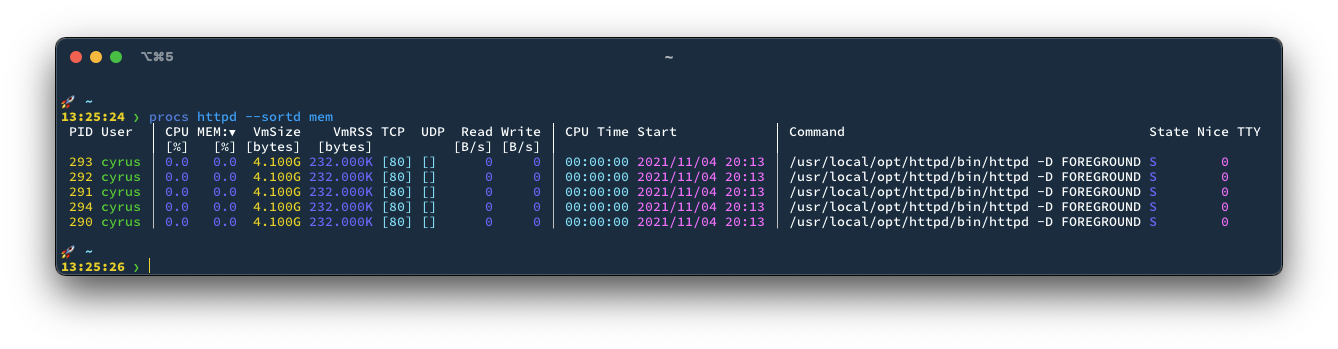 ⌥⌘5
~
🚀 ~
13:25:24 ❯ procs httpd --sortd mem
PID User │ CPU MEM:▼ VmSize VmRSS TCP UDP Read Write │ CPU Time Start │ Command State Nice TTY
│ [%] [%] [bytes] [bytes] [B/s] [B/s] │ │
293 cyrus │ 0.0 0.0 4.100G 232.000K [80] [] 0 0 │ 00:00:00 2021/11/04 20:13 │ /usr/local/opt/httpd/bin/httpd -D FOREGROUND S 0
292 cyrus │ 0.0 0.0 4.100G 232.000K [80] [] 0 0 │ 00:00:00 2021/11/04 20:13 │ /usr/local/opt/httpd/bin/httpd -D FOREGROUND S 0
291 cyrus │ 0.0 0.0 4.100G 232.000K [80] [] 0 0 │ 00:00:00 2021/11/04 20:13 │ /usr/local/opt/httpd/bin/httpd -D FOREGROUND S 0
294 cyrus │ 0.0 0.0 4.100G 232.000K [80] [] 0 0 │ 00:00:00 2021/11/04 20:13 │ /usr/local/opt/httpd/bin/httpd -D FOREGROUND S 0
290 cyrus │ 0.0 0.0 4.100G 232.000K [80] [] 0 0 │ 00:00:00 2021/11/04 20:13 │ /usr/local/opt/httpd/bin/httpd -D FOREGROUND S 0
🚀 ~
13:25:26 ❯